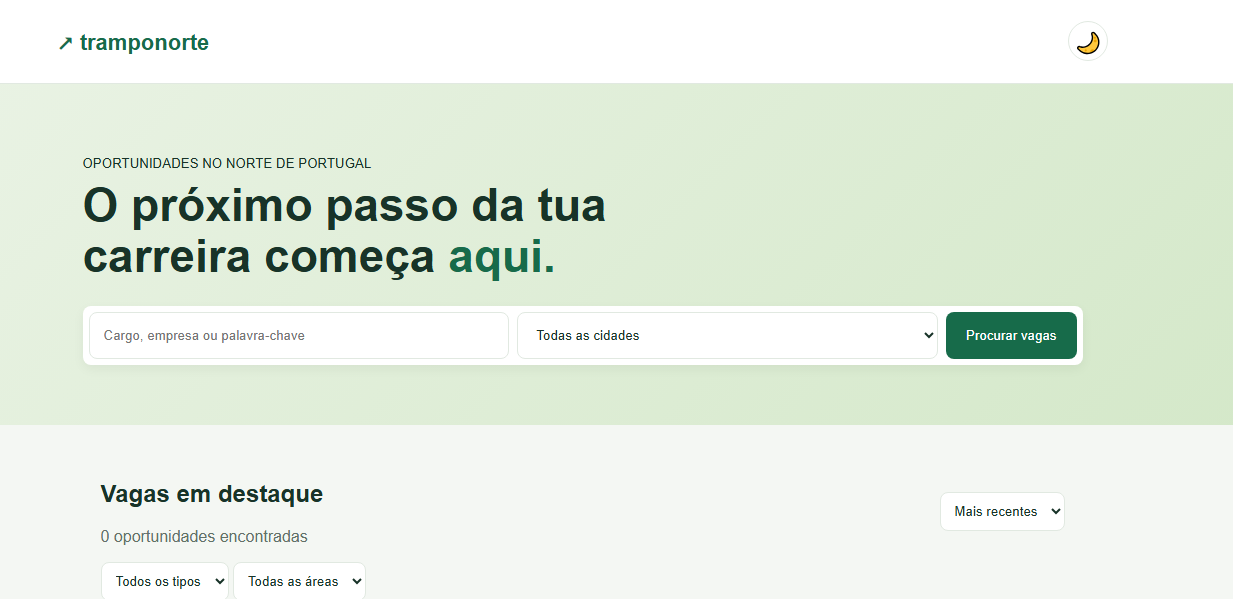 ↗ tramponorte
OPORTUNIDADES NO NORTE DE PORTUGAL
O próximo passo da tua
carreira começa aqui.
Cargo, empresa ou palavra-chave
Todas as cidades
Procurar vagas
Vagas em destaque
Mais recentes
0 oportunidades encontradas
Todos os tipos
Todas as áreas